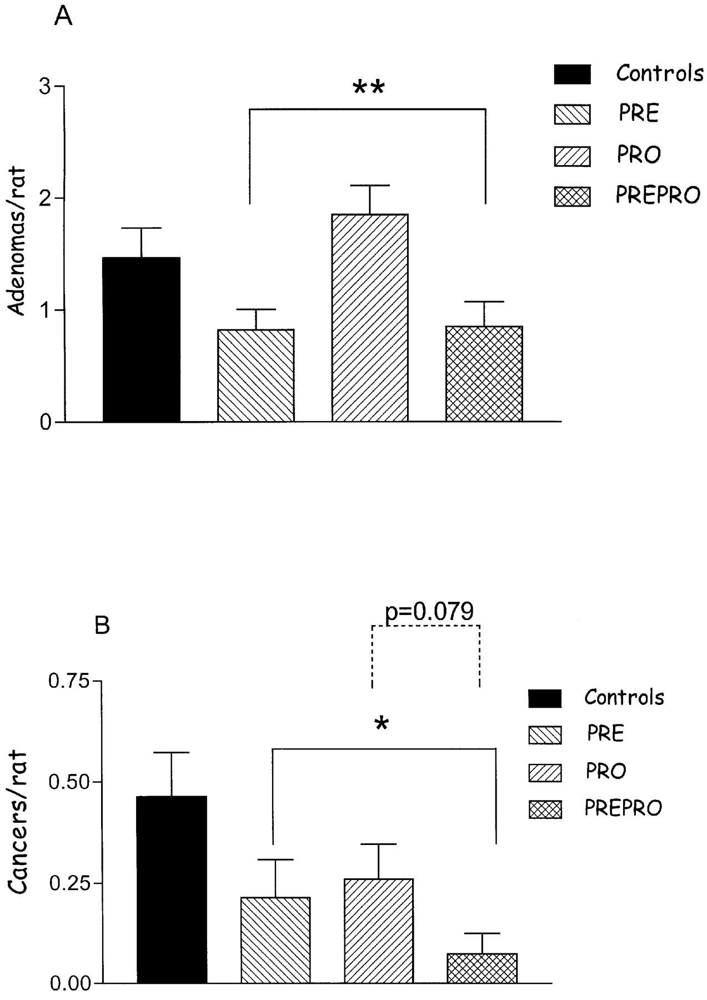 A
Adenomas/rat
3
2
1
0
**
Controls
PRE
PRO
PREPRO
B
Cancers/rat
0.75
0.50
0.25
0.00
p=0.079
*
Controls
PRE
PRO
PREPRO